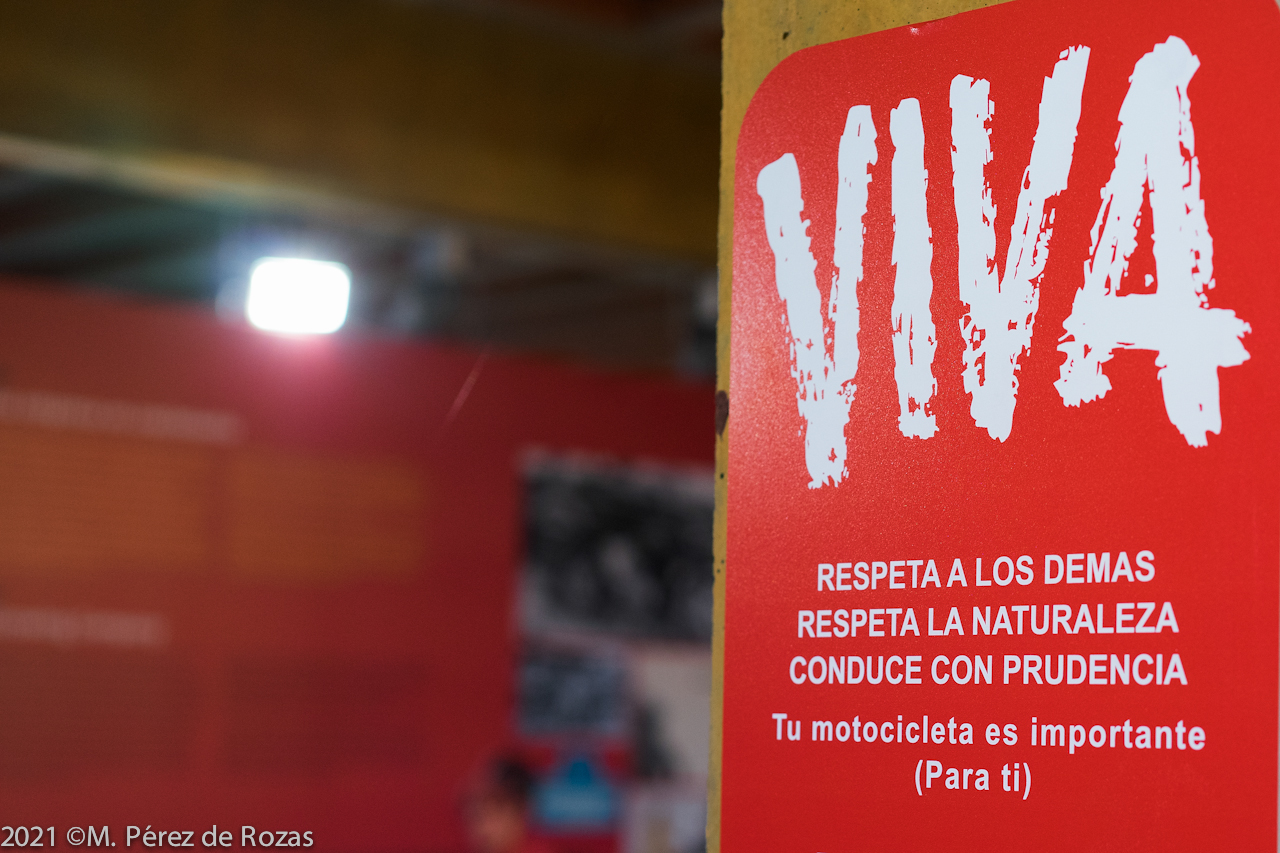 VIVA
RESPETA A LOS DEMAS
RESPETA LA NATURALEZA
CONDUCE CON PRUDENCIA
Tu motocicleta es importante
(Para ti)
2021 ©M. Pérez de Rozas